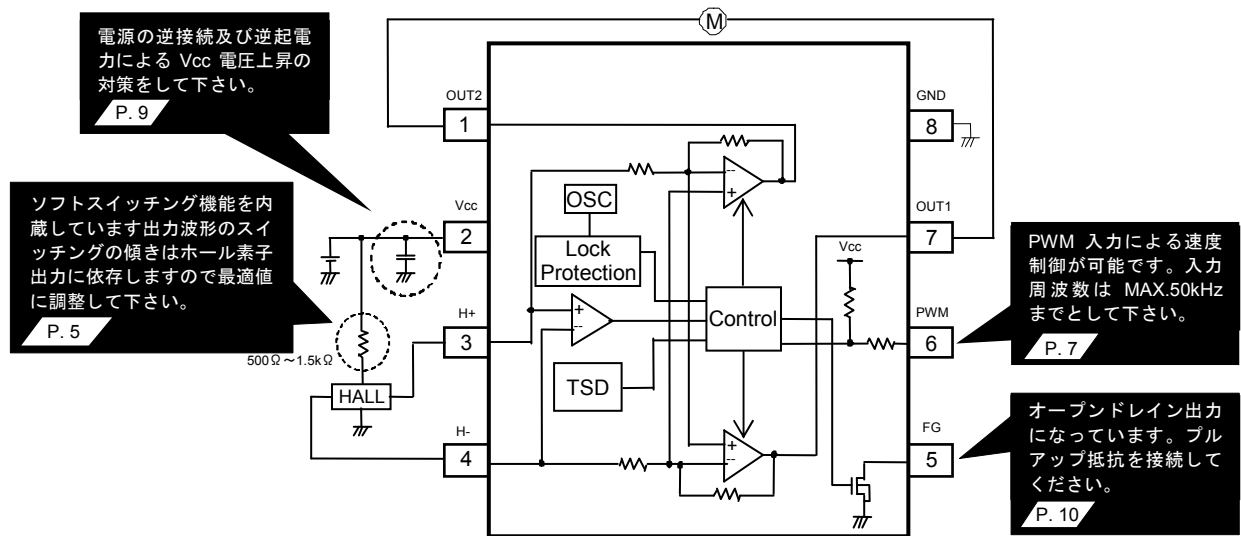 電源の逆接続及び逆起電
力による Vcc 電圧上昇の
対策をして下さい。
P. 9
ソフトスイッチング機能を内
蔵しています出力波形のスイ
ッチングの傾きはホール素子
出力に依存しますので最適値
に調整して下さい。
P. 5
M
OUT2
1
Vcc
2
H+
3
H-
4
500Ω～1.5kΩ
HALL
OSC
Lock
Protection
TSD
Control
+
--
--
+
+
--
Vcc
GND
8
OUT1
7
PWM
6
FG
5
PWM 入力による速度
制御が可能です。入力
周波数は MAX.50kHz
までとして下さい。
P. 7
オープンドレイン出力
になっています。プル
アップ抵抗を接続して
ください。
P. 10